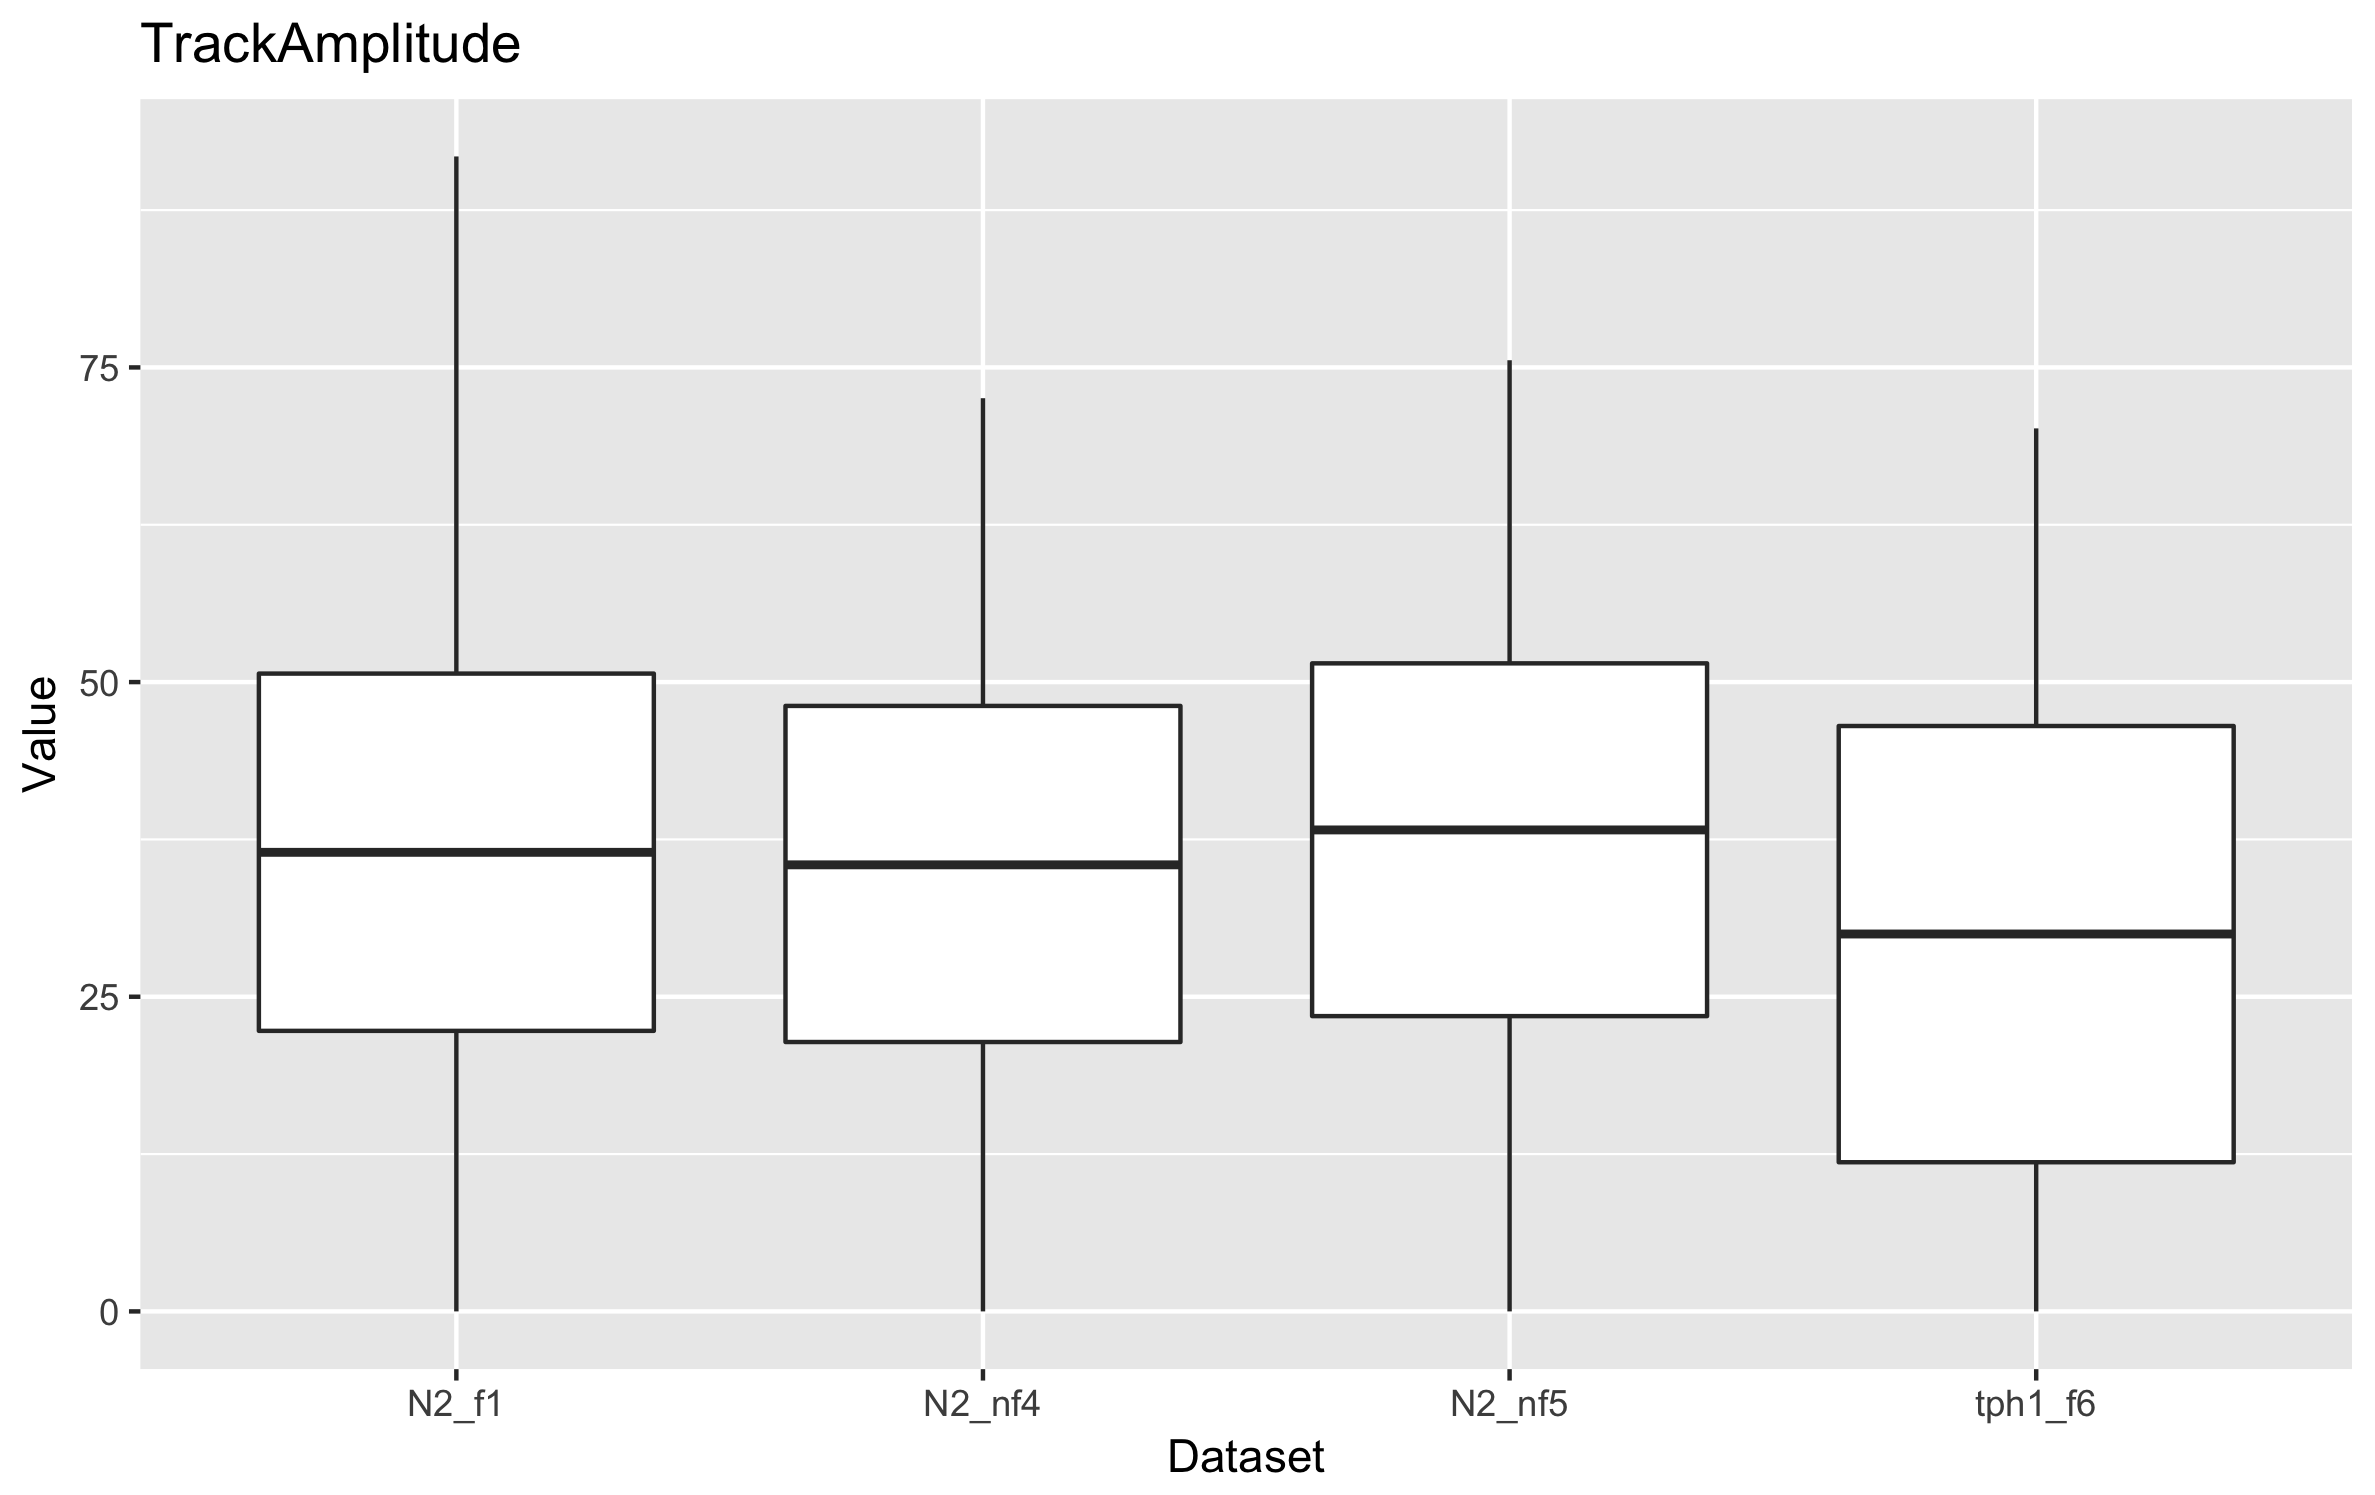 TrackAmplitude
Value
75
50
25
0
N2_f1
N2_nf4
N2_nf5
tph1_f6
Dataset